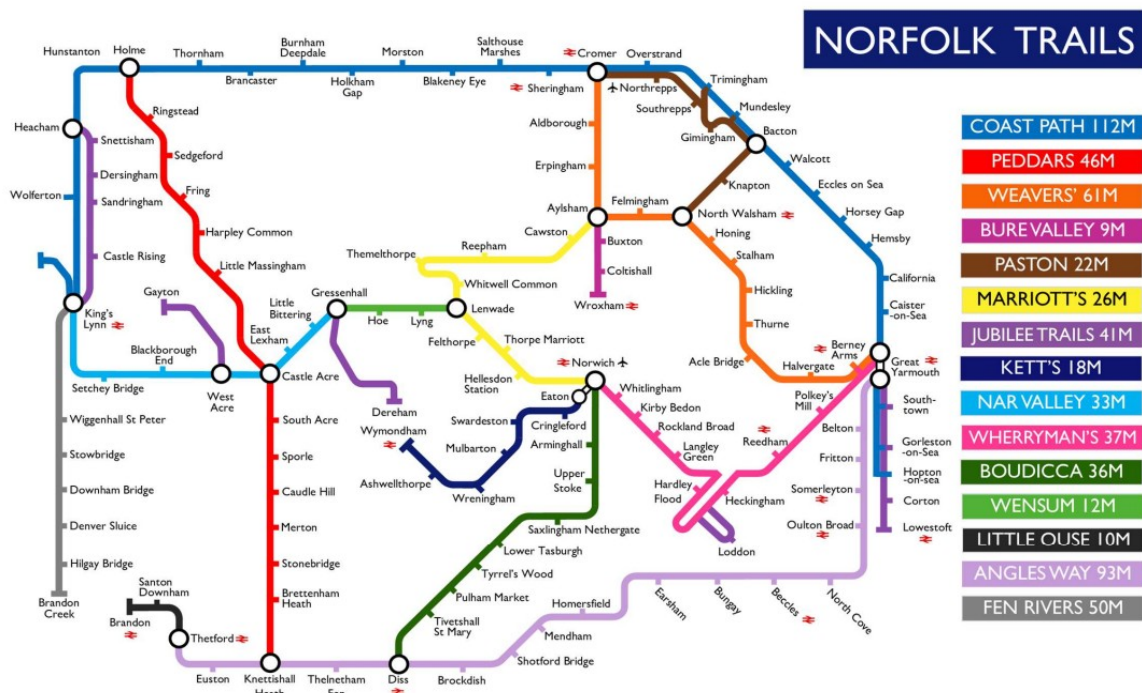 NORFOLK TRAILS
COAST PATH 112M
PEDDARS 46M
WEAVERS' 61M
BURE VALLEY 9M
PASTON 22M
MARRIOTT'S 26M
JUBILEE TRAILS 41M
KETT'S 18M
NAR VALLEY 33M
WHERRYMAN'S 37M
BOUDICCA 36M
WENSUM 12M
LITTLE OUSE 10M
ANGLES WAY 93M
FEN RIVERS 50M
Hunstanton
Holme
Thornham
Brancaster
Burnham
Deepdale
Holkham
Gap
Morston
Blakeney Eye
Salthouse
Marshes
Sheringham
Cromer
Overstrand
Northrepps
Southrepps
Trimingham
Gimingham
Mundesley
Bacton
Walcott
Eccles on Sea
Horsey Gap
Hemsby
California
Caister
-on-Sea
Great
Yarmouth
Heacham
Snettisham
Dersingham
Sandringham
Wolferton
Castle Rising
King's
Lynn
Ringstead
Sedgeford
Fring
Harpley Common
Little Massingham
Gayton
East
Lexham
Little
Bittering
Gressenhall
Hoe
Lyng
Lenwade
Blackborough
End
Setchey Bridge
West
Acre
Castle Acre
Dereham
Aldborough
Erpingham
Aylsham
Felmingham
North Walsham
Knapton
Buxton
Coltishall
Wroxham
Cawston
Reepham
Themelthorpe
Whitwell Common
Felthorpe
Thorpe Marriott
Hellesdon
Station
Norwich
Honing
Stalham
Hickling
Thurne
Acle Bridge
Halvergate
Berney
Arms
Eaton
Cringleford
Swardeston
Mulbarton
Wreningham
Ashwellthorpe
Wymondham
Arminghall
Upper
Stoke
Saxlingham Nethergate
Lower Tasburgh
Tyrrel's Wood
Pulham Market
Tivetshall
St Mary
Diss
Whitlingham
Kirby Bedon
Rockland Broad
Langley
Green
Hardley
Flood
Loddon
Heckingham
Reedham
Polkey's
Mill
Belton
Fritton
Somerleyton
Oulton Broad
South-
town
Gorleston
-on-Sea
Hopton
-on-sea
Corton
Lowestoft
Wiggenhall St Peter
Stowbridge
Downham Bridge
Denver Sluice
Hilgay Bridge
Brandon
Creek
South Acre
Sporle
Caudle Hill
Merton
Stonebridge
Brettenham
Heath
Knettishall
Santon
Downham
Brandon
Thetford
Euston
Thelnetham
Brockdish
Shotford Bridge
Mendham
Homersfield
Earsham
Bungay
Beccles
North Cove